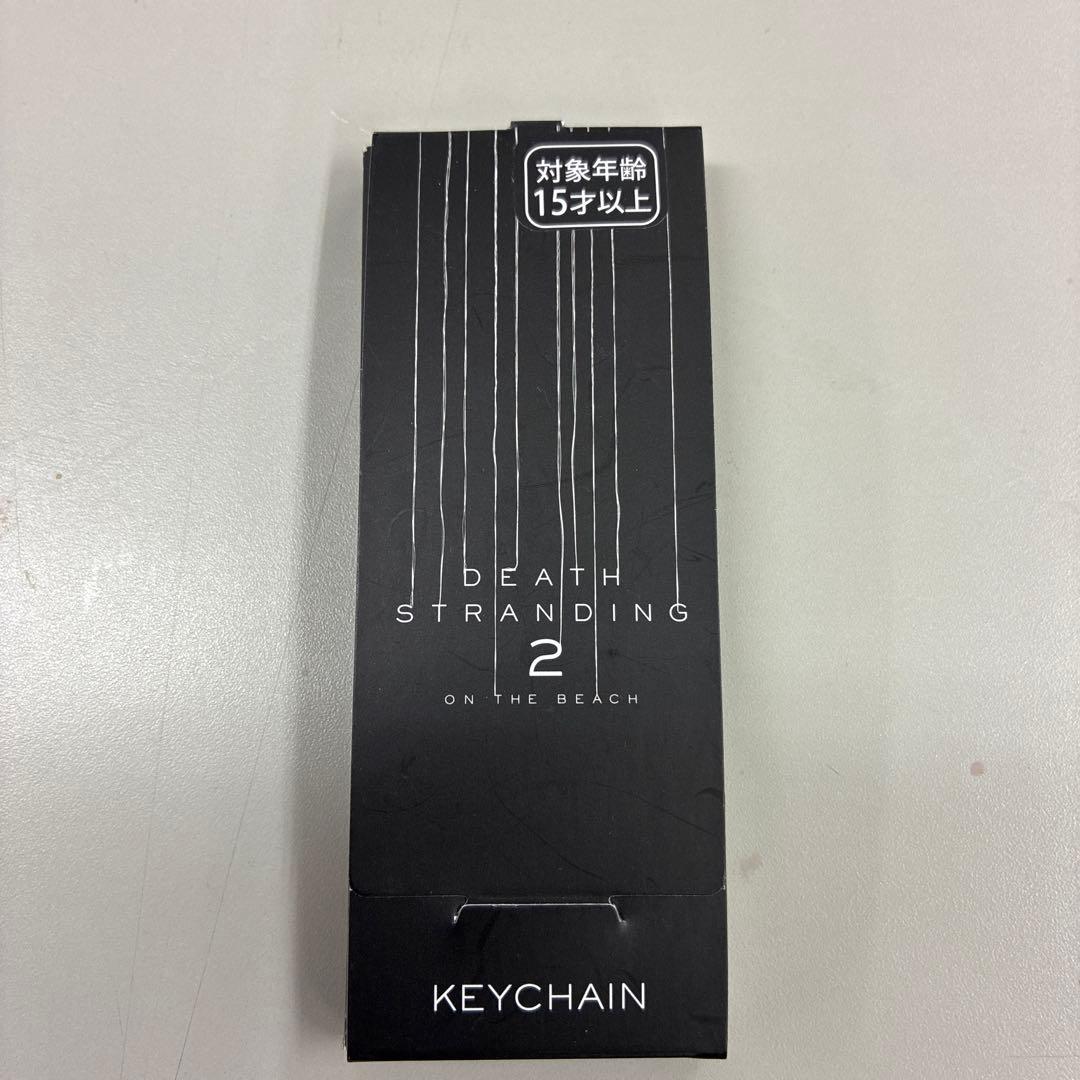 対象年齢
15才以上
DEATH
STRANDING
2
ON THE BEACH
KEYCHAIN